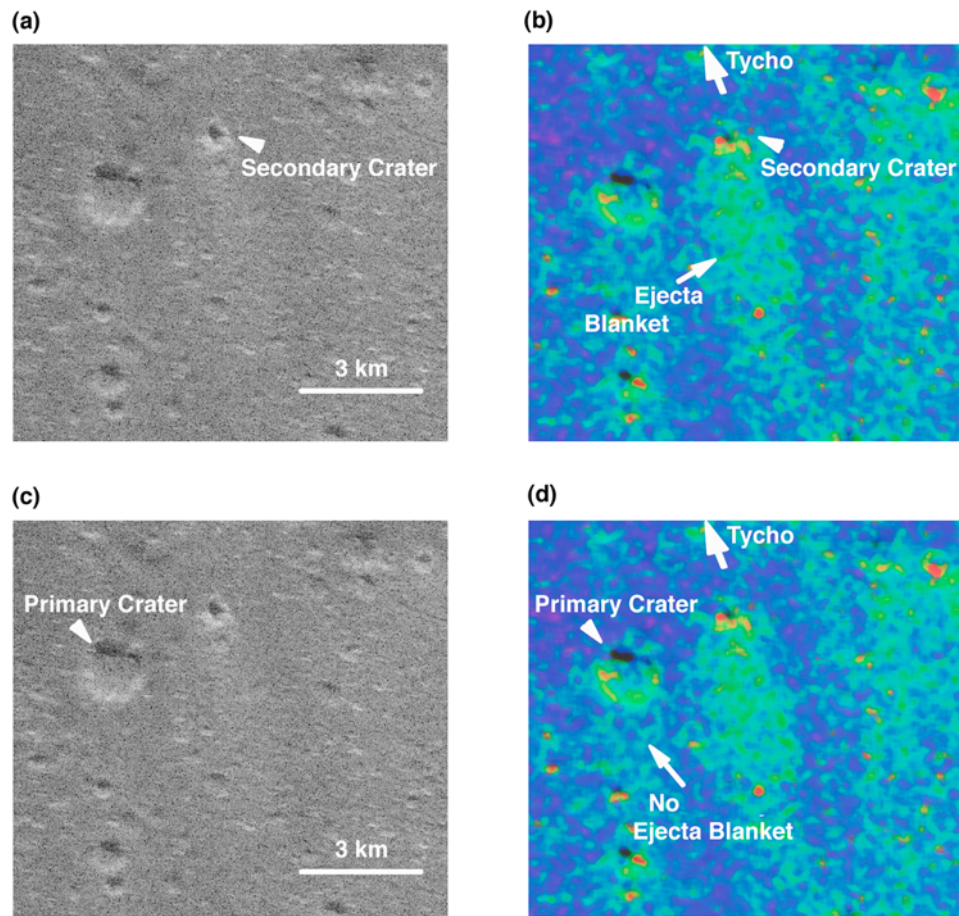 (a)
Secondary Crater
3 km
(b)
Tycho
Secondary Crater
Ejecta
Blanket
(c)
Primary Crater
3 km
(d)
Tycho
Primary Crater
No
Ejecta Blanket